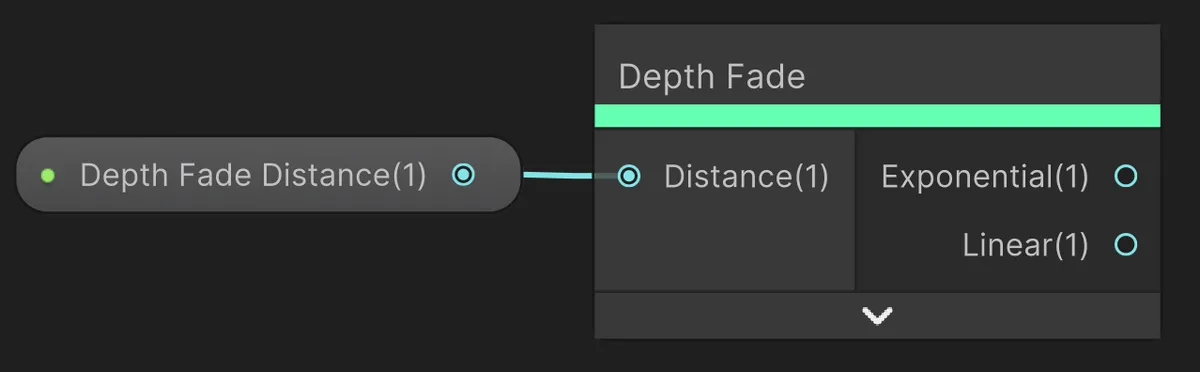 Depth Fade
Depth Fade Distance(1)
Distance(1)
Exponential(1)
Linear(1)